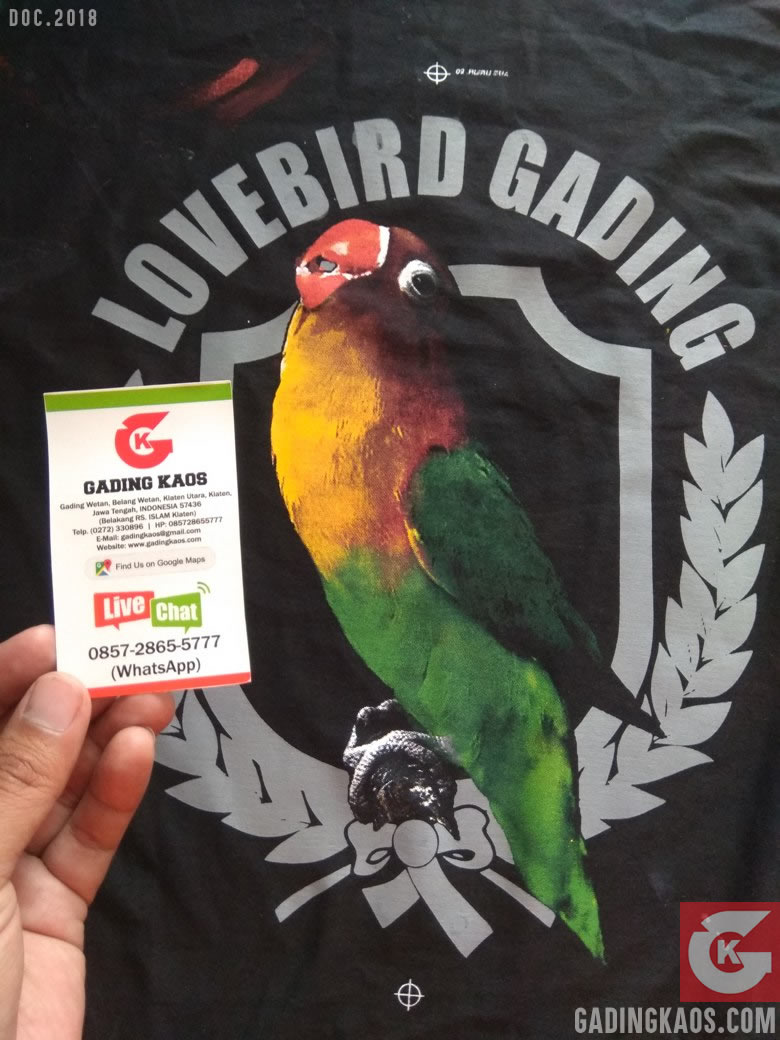 DOC.2018
LOVEBIRD GADING
GK
GADING KAOS
Gading Wetan, Belang Wetan, Klaten Utara, Klaten,
Jawa Tengah, INDONESIA 57436
(Belakang RS. ISLAM Klaten)
Telp. (0272) 330896 | HP: 085728655777
E-Mail: gadingkaos@gmail.com
Website: www.gadingkaos.com
Find Us on Google Maps
Live Chat
0857-2865-5777
(WhatsApp)
GK
GADINGKAOS.COM